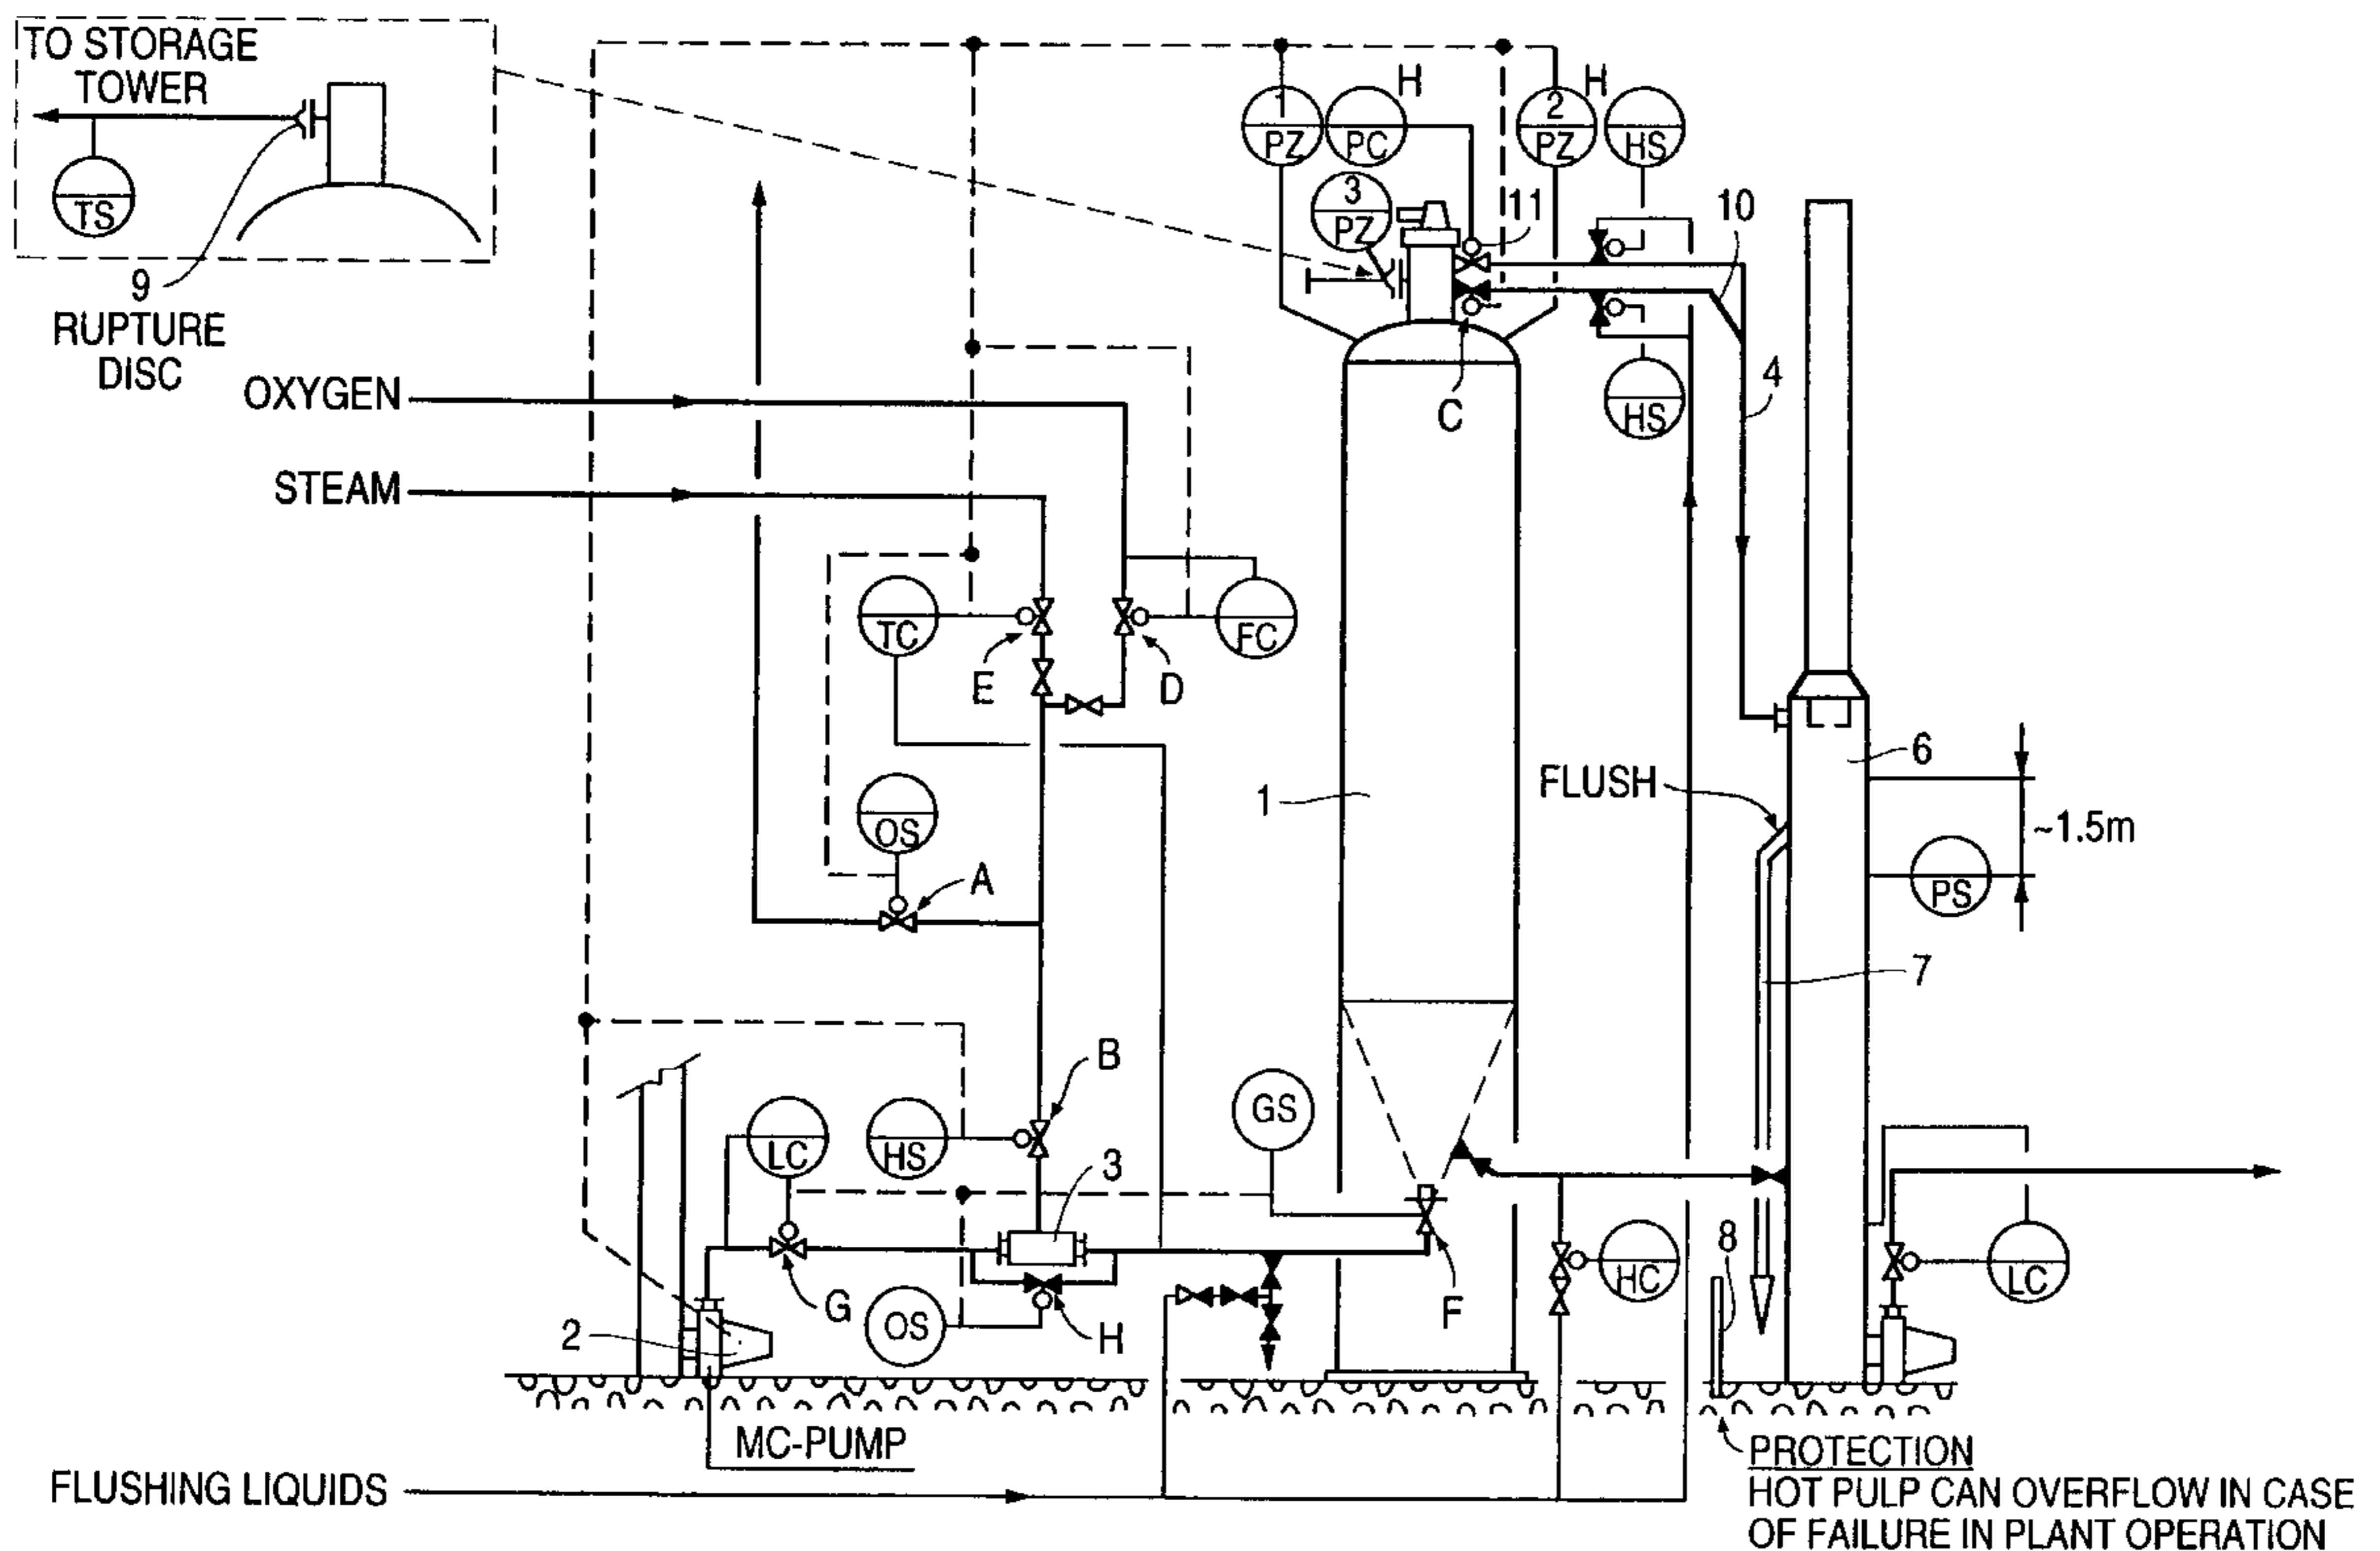 TO STORAGE
TOWER
TS
9
RUPTURE
DISC
H
H
1
PZ
PC
2
PZ
HS
3
PZ
11
10
C
HS
4
OXYGEN
STEAM
TC
E
D
FC
OS
A
1
FLUSH
6
~1.5m
PS
7
B
LC
HS
3
GS
8
G
OS
H
F
HC
LC
2
MC-PUMP
FLUSHING LIQUIDS
PROTECTION
HOT PULP CAN OVERFLOW IN CASE
OF FAILURE IN PLANT OPERATION